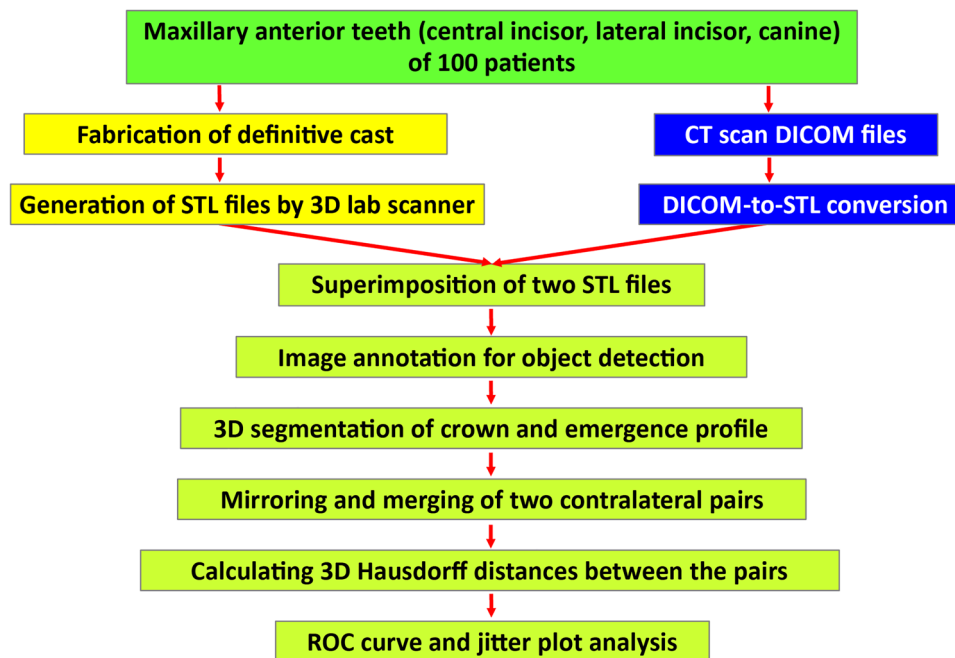 Maxillary anterior teeth (central incisor, lateral incisor, canine)
of 100 patients
Fabrication of definitive cast
CT scan DICOM files
Generation of STL files by 3D lab scanner
DICOM-to-STL conversion
Superimposition of two STL files
Image annotation for object detection
3D segmentation of crown and emergence profile
Mirroring and merging of two contralateral pairs
Calculating 3D Hausdorff distances between the pairs
ROC curve and jitter plot analysis